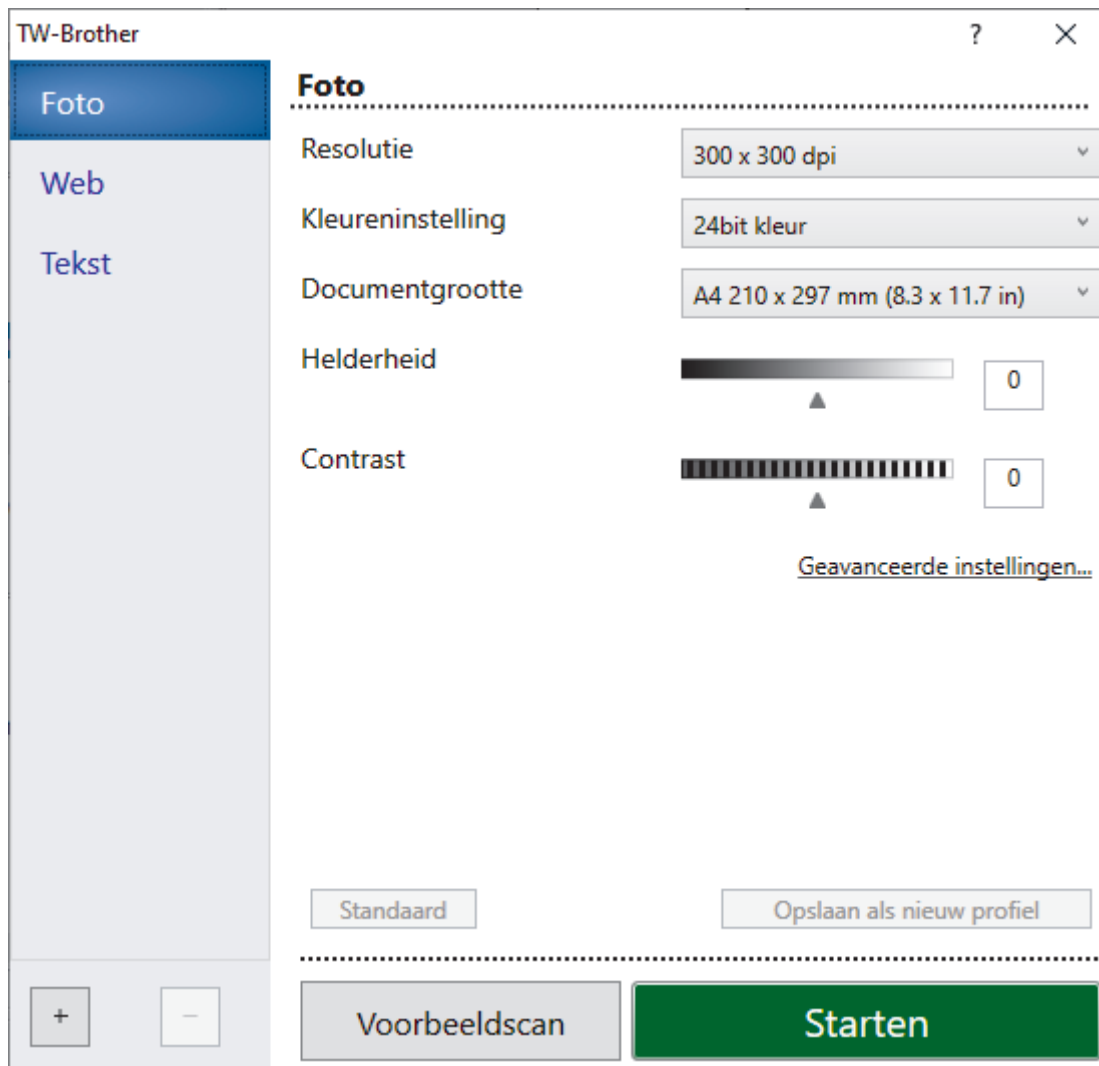 TW-Brother ? ×
Foto
Web
Tekst
Foto
Resolutie 300 x 300 dpi
Kleureninstelling 24bit kleur
Documentgrootte A4 210 x 297 mm (8.3 x 11.7 in)
Helderheid 0
Contrast 0
Geavanceerde instellingen...
Standaard Opslaan als nieuw profiel
+ −
Voorbeeldscan Starten